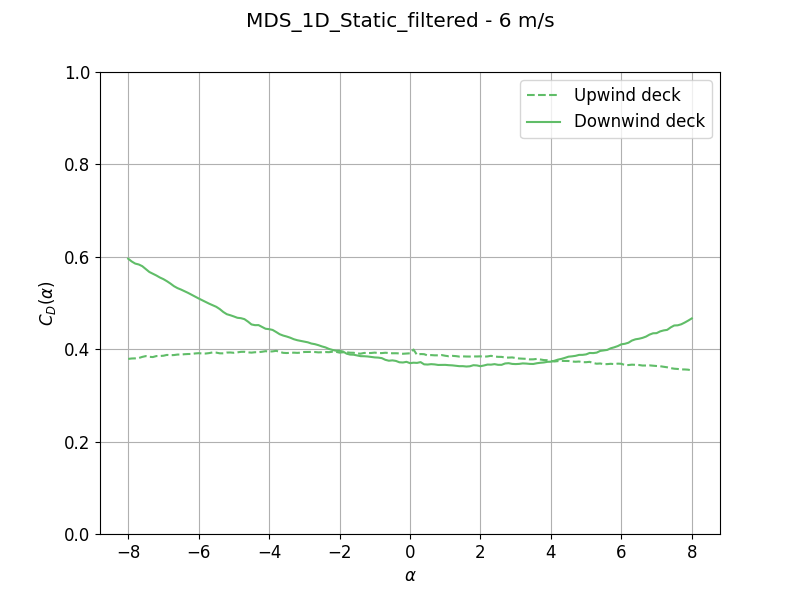 MDS_1D_Static_filtered - 6 m/s
Upwind deck
Downwind deck
1.0
0.8
0.6
0.4
0.2
0.0
C_D(α)
−8 −6 −4 −2 0 2 4 6 8
α